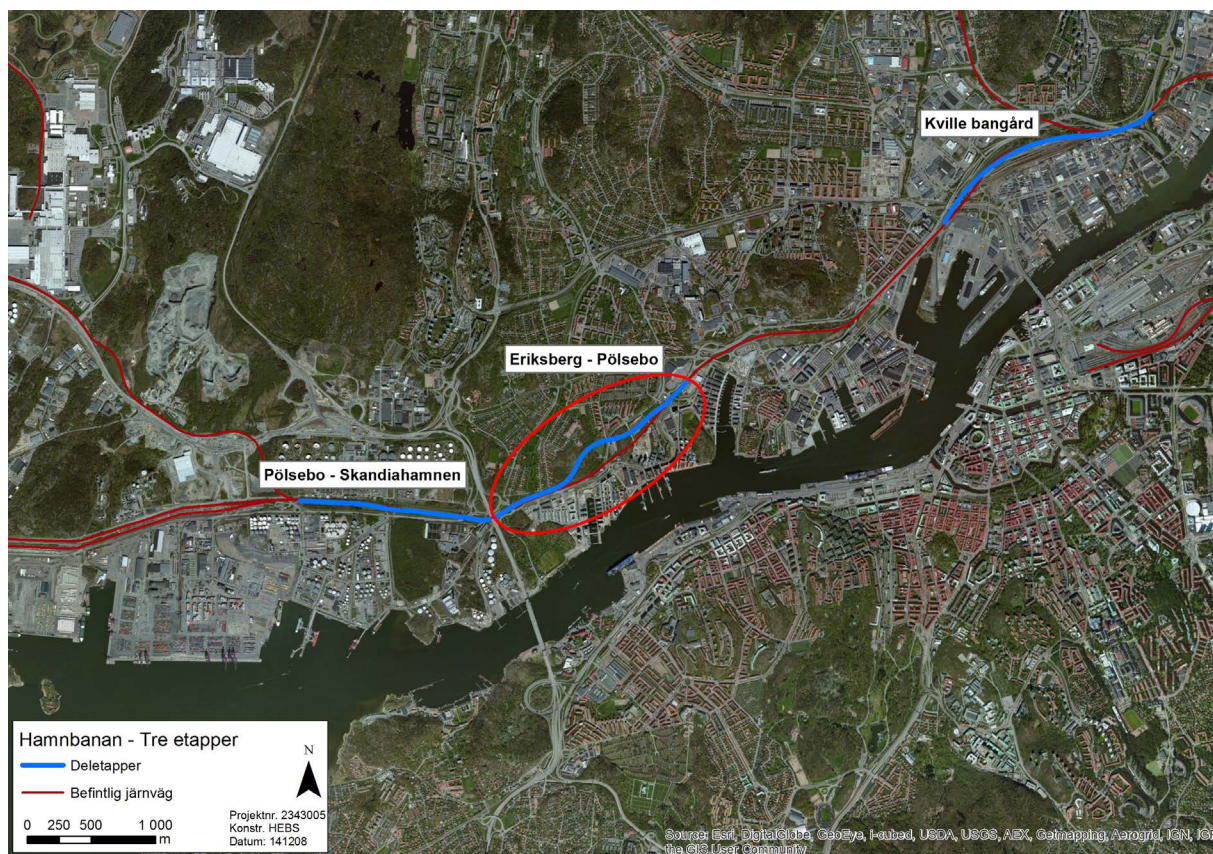 Kville bangård
Eriksberg - Pölsebo
Pölsebo - Skandiahamnen
Hamnbanan - Tre etapper
Deletapper
Befintlig järnväg
N
0 250 500 1 000
m
Projektnr. 2343005
Konstr. HEBS
Datum: 141208
Source: Esri, DigitalGlobe, GeoEye, i-cubed, USDA, USGS, AEX, Getmapping, Aerogrid, IGN,
the GIS User Community